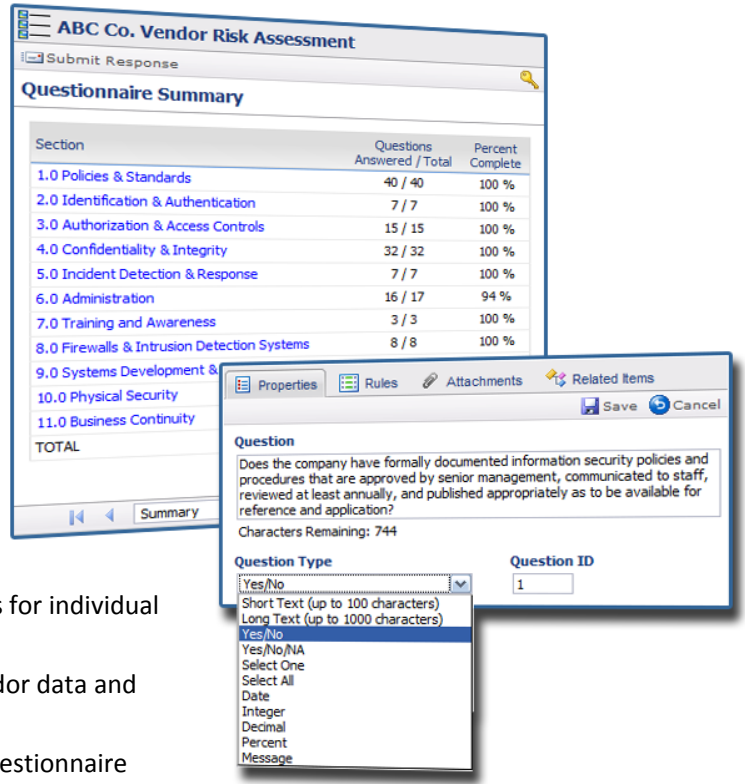 ABC Co. Vendor Risk Assessment
Submit Response
Questionnaire Summary
Section Questions Answered / Total Percent Complete
1.0 Policies & Standards 40 / 40 100 %
2.0 Identification & Authentication 7 / 7 100 %
3.0 Authorization & Access Controls 15 / 15 100 %
4.0 Confidentiality & Integrity 32 / 32 100 %
5.0 Incident Detection & Response 7 / 7 100 %
6.0 Administration 16 / 17 94 %
7.0 Training and Awareness 3 / 3 100 %
8.0 Firewalls & Intrusion Detection Systems 8 / 8 100 %
9.0 Systems Development &
10.0 Physical Security
11.0 Business Continuity
TOTAL
Summary
Properties Rules Attachments Related Items
Save Cancel
Question
Does the company have formally documented information security policies and
procedures that are approved by senior management, communicated to staff,
reviewed at least annually, and published appropriately as to be available for
reference and application?
Characters Remaining: 744
Question Type Question ID
Yes/No 1
Short Text (up to 100 characters)
Long Text (up to 1000 characters)
Yes/No
Yes/No/NA
Select One
Select All
Date
Integer
Decimal
Percent
Message
for individual
data and